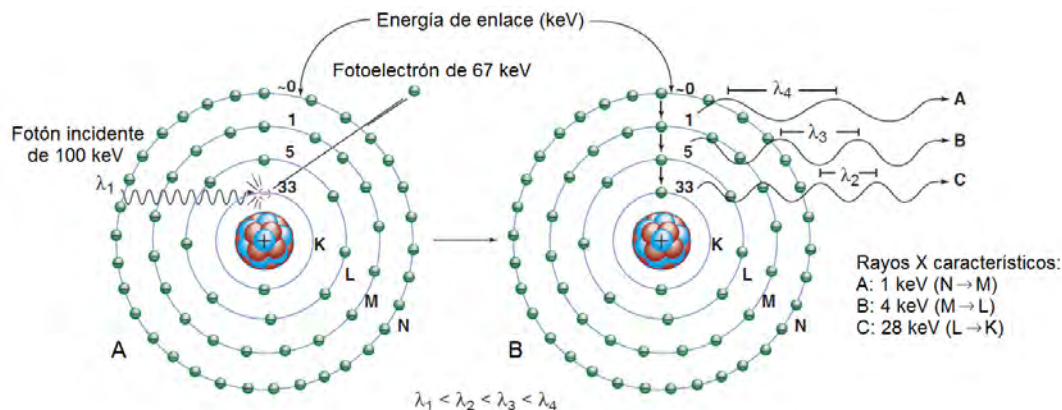 Energía de enlace (keV)
Fotoelectrón de 67 keV
Fotón incidente
de 100 keV
λ₁
~0
1
5
33
K
L
M
N
A
~0
1
5
33
K
L
M
N
B
λ₄
A
λ₃
B
λ₂
C
Rayos X característicos:
A: 1 keV (N→M)
B: 4 keV (M→L)
C: 28 keV (L→K)
λ₁ < λ₂ < λ₃ < λ₄